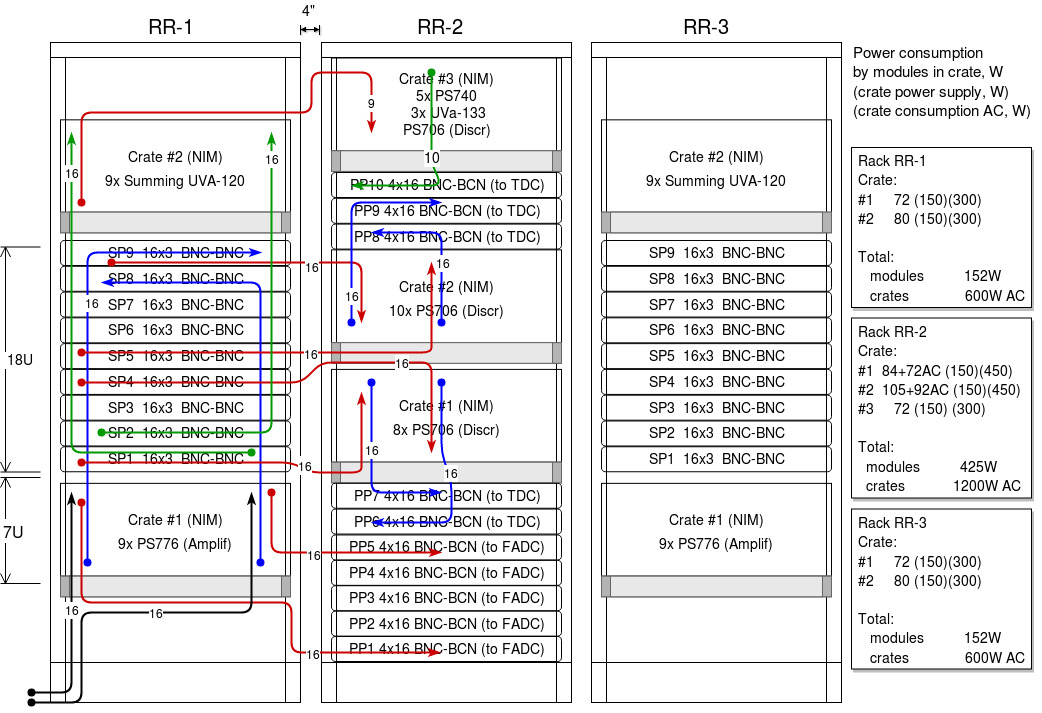 4"
RR-1
RR-2
RR-3
Crate #2 (NIM)
9x Summing UVA-120
16
16
SP9 16x3 BNC-BNC
SP8 16x3 BNC-BNC
SP7 16x3 BNC-BNC
SP6 16x3 BNC-BNC
SP5 16x3 BNC-BNC
SP4 16x3 BNC-BNC
SP3 16x3 BNC-BNC
SP2 16x3 BNC-BNC
SP1 16x3 BNC-BNC
16
18U
7U
Crate #1 (NIM)
9x PS776 (Amplif)
16
16
16
16
16
16
16
16
Crate #3 (NIM)
5x PS740
3x UVa-133
PS706 (Discr)
9
10
PP10 4x16 BNC-BCN (to TDC)
PP9 4x16 BNC-BCN (to TDC)
PP8 4x16 BNC-BCN (to TDC)
16
16
Crate #2 (NIM)
10x PS706 (Discr)
Crate #1 (NIM)
8x PS706 (Discr)
16
16
PP7 4x16 BNC-BCN (to TDC)
PP6 4x16 BNC-BCN (to TDC)
PP5 4x16 BNC-BCN (to FADC)
PP4 4x16 BNC-BCN (to FADC)
PP3 4x16 BNC-BCN (to FADC)
PP2 4x16 BNC-BCN (to FADC)
PP1 4x16 BNC-BCN (to FADC)
Crate #2 (NIM)
9x Summing UVA-120
SP9 16x3 BNC-BNC
SP8 16x3 BNC-BNC
SP7 16x3 BNC-BNC
SP6 16x3 BNC-BNC
SP5 16x3 BNC-BNC
SP4 16x3 BNC-BNC
SP3 16x3 BNC-BNC
SP2 16x3 BNC-BNC
SP1 16x3 BNC-BNC
Crate #1 (NIM)
9x PS776 (Amplif)
Power consumption
by modules in crate, W
(crate power supply, W)
(crate consumption AC, W)
Rack RR-1
Crate:
#1 72 (150)(300)
#2 80 (150)(300)
Total:
modules 152W
crates 600W AC
Rack RR-2
Crate:
#1 84+72AC (150)(450)
#2 105+92AC (150)(450)
#3 72 (150) (300)
Total:
modules 425W
crates 1200W AC
Rack RR-3
Crate:
#1 72 (150)(300)
#2 80 (150)(300)
Total:
modules 152W
crates 600W AC